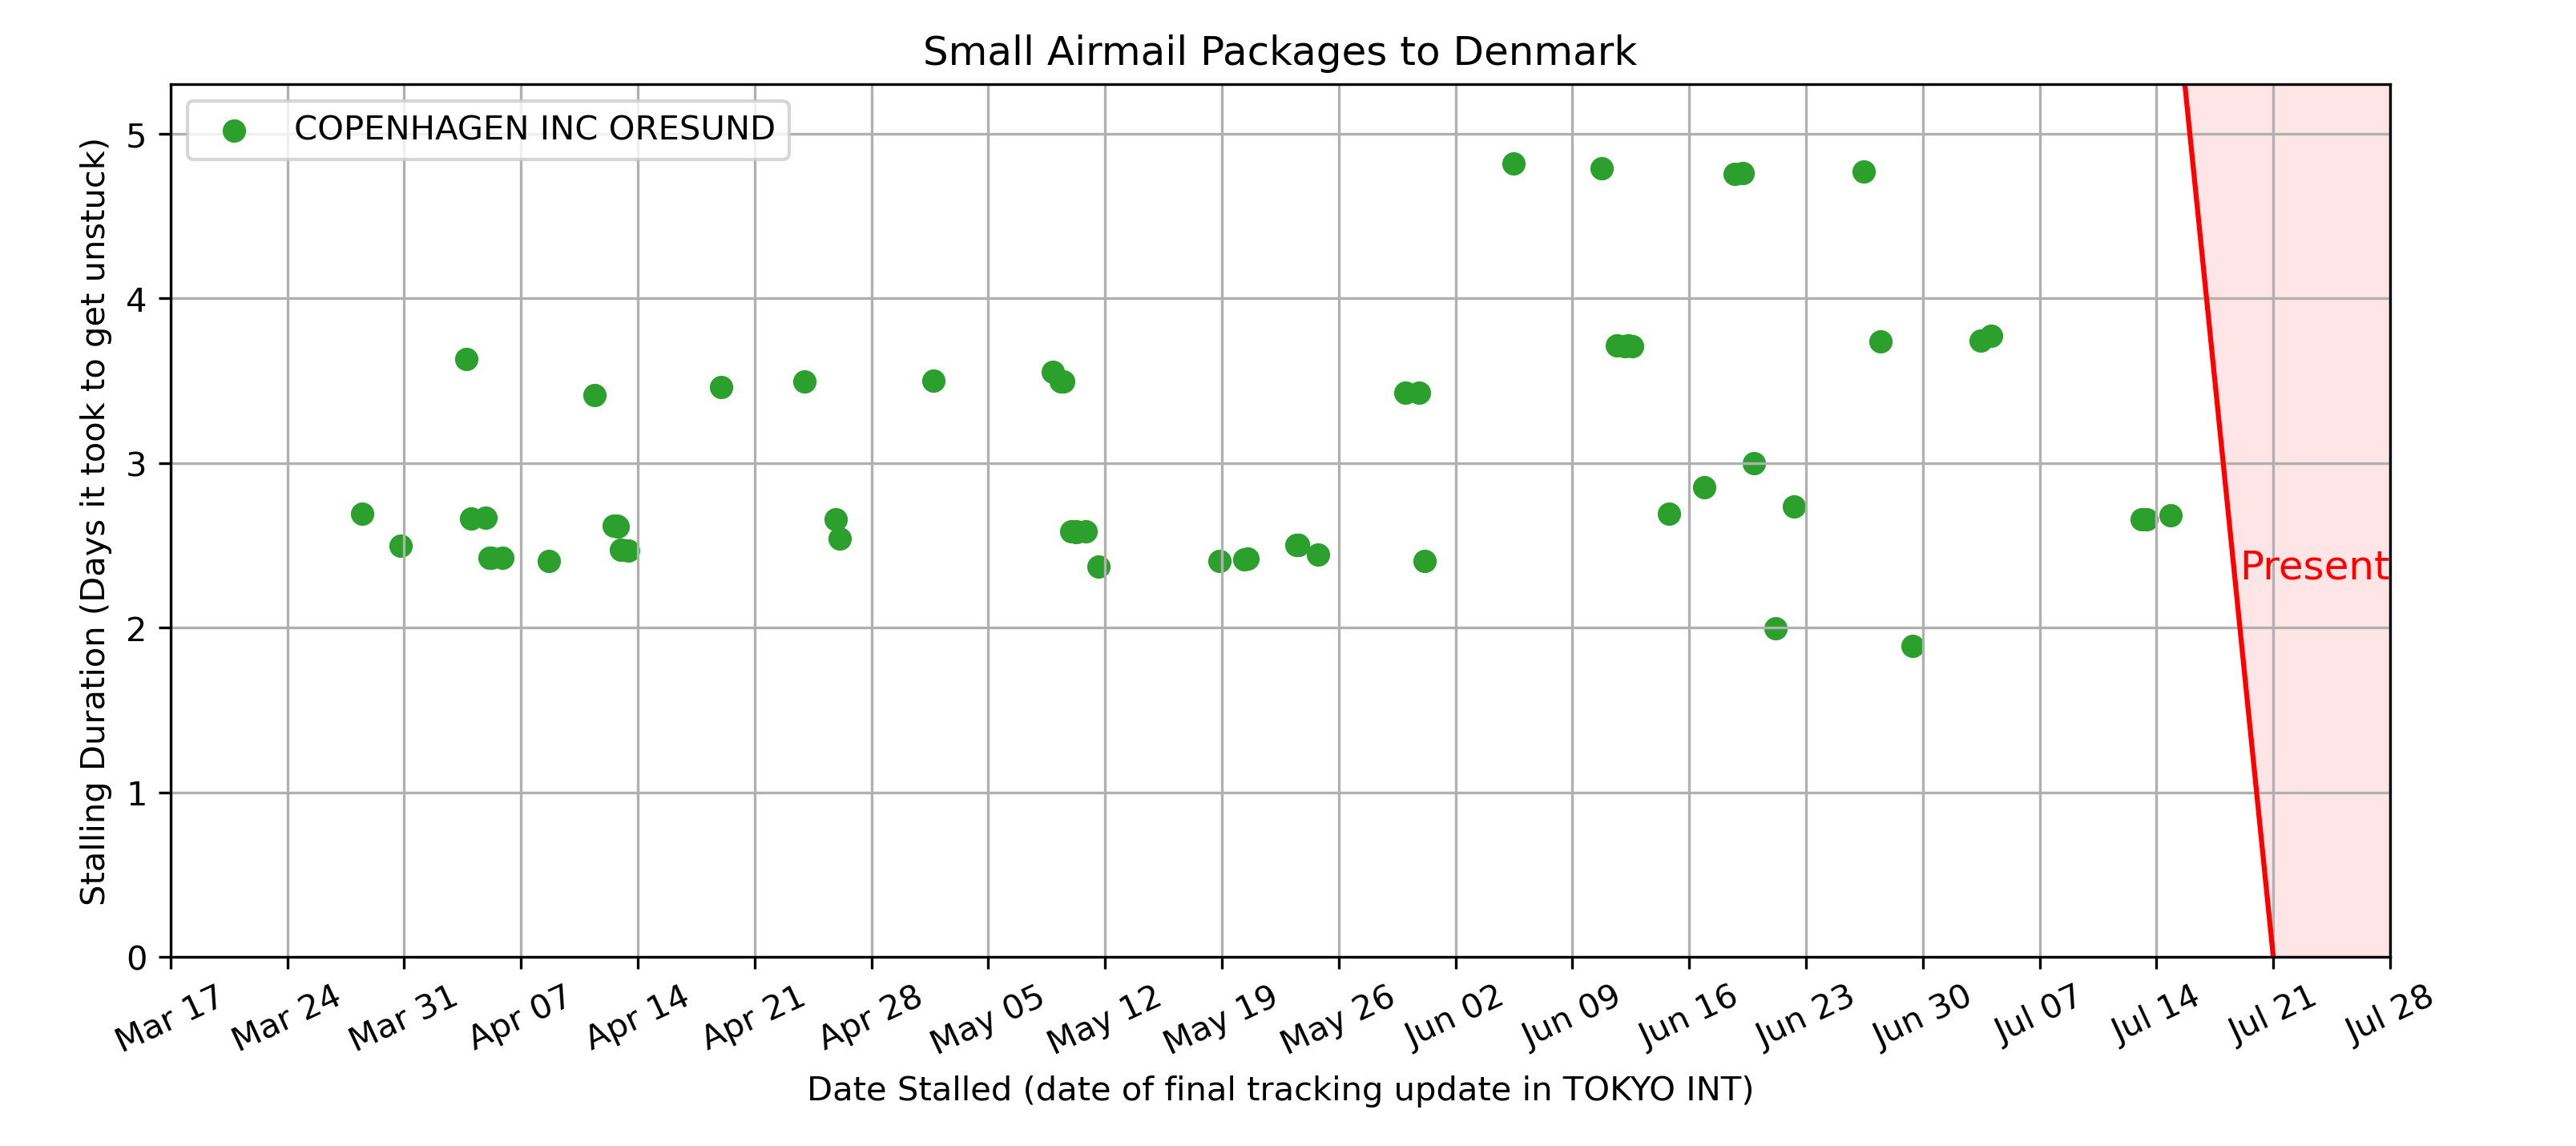 Small Airmail Packages to Denmark
COPENHAGEN INC ORESUND
Stalling Duration (Days it took to get unstuck)
5
4
3
2
1
0
Present
Mar 17 Mar 24 Mar 31 Apr 07 Apr 14 Apr 21 Apr 28 May 05 May 12 May 19 May 26 Jun 02 Jun 09 Jun 16 Jun 23 Jun 30 Jul 07 Jul 14 Jul 21 Jul 28
Date Stalled (date of final tracking update in TOKYO INT)